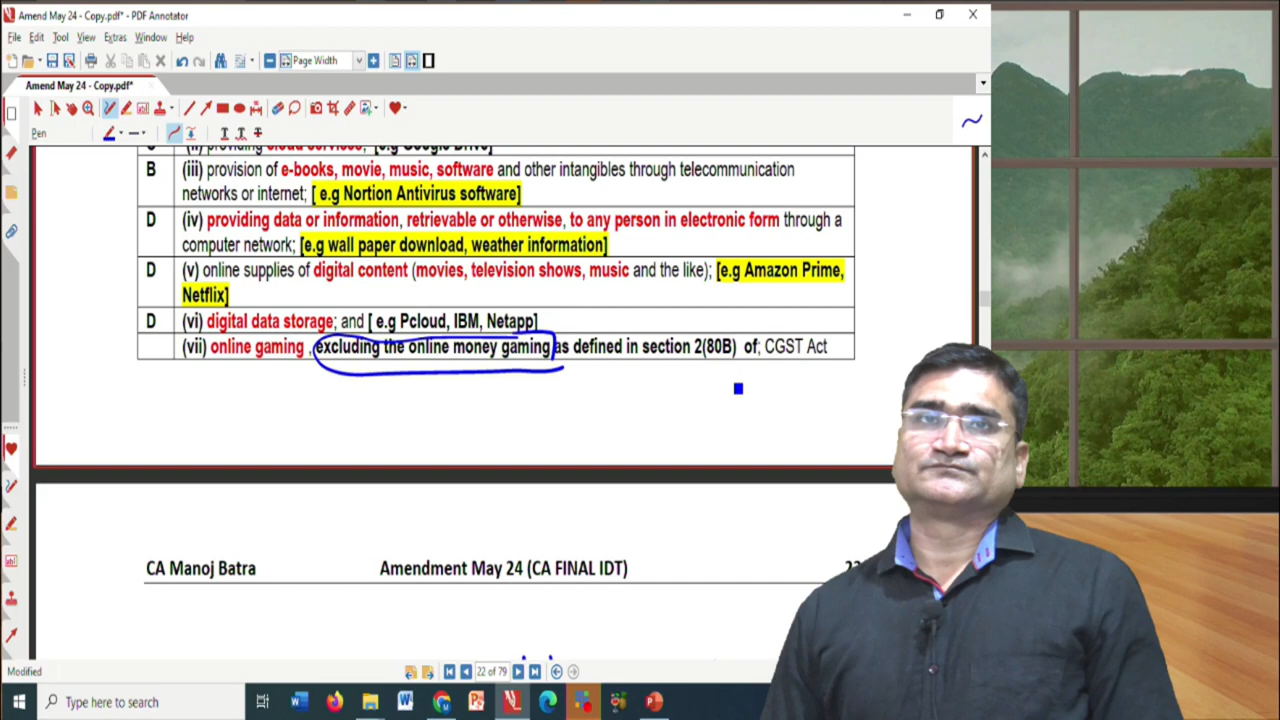 Amend May 24 - Copy.pdf* - PDF Annotator
File Edit Tool View Extras Window Help
Page Width
Amend May 24 - Copy.pdf*
Pen
(ii) providing cloud services; [e.g Google Drive]
B (iii) provision of e-books, movie, music, software and other intangibles through telecommunication
networks or internet; [ e.g Nortion Antivirus software]
D (iv) providing data or information, retrievable or otherwise, to any person in electronic form through a
computer network; [e.g wall paper download, weather information]
D (v) online supplies of digital content (movies, television shows, music and the like); [e.g Amazon Prime,
Netflix]
D (vi) digital data storage; and [ e.g Pcloud, IBM, Netapp]
(vii) online gaming , excluding the online money gaming as defined in section 2(80B) of; CGST Act
CA Manoj Batra Amendment May 24 (CA FINAL IDT)
Modified
22 of 79
Type here to search